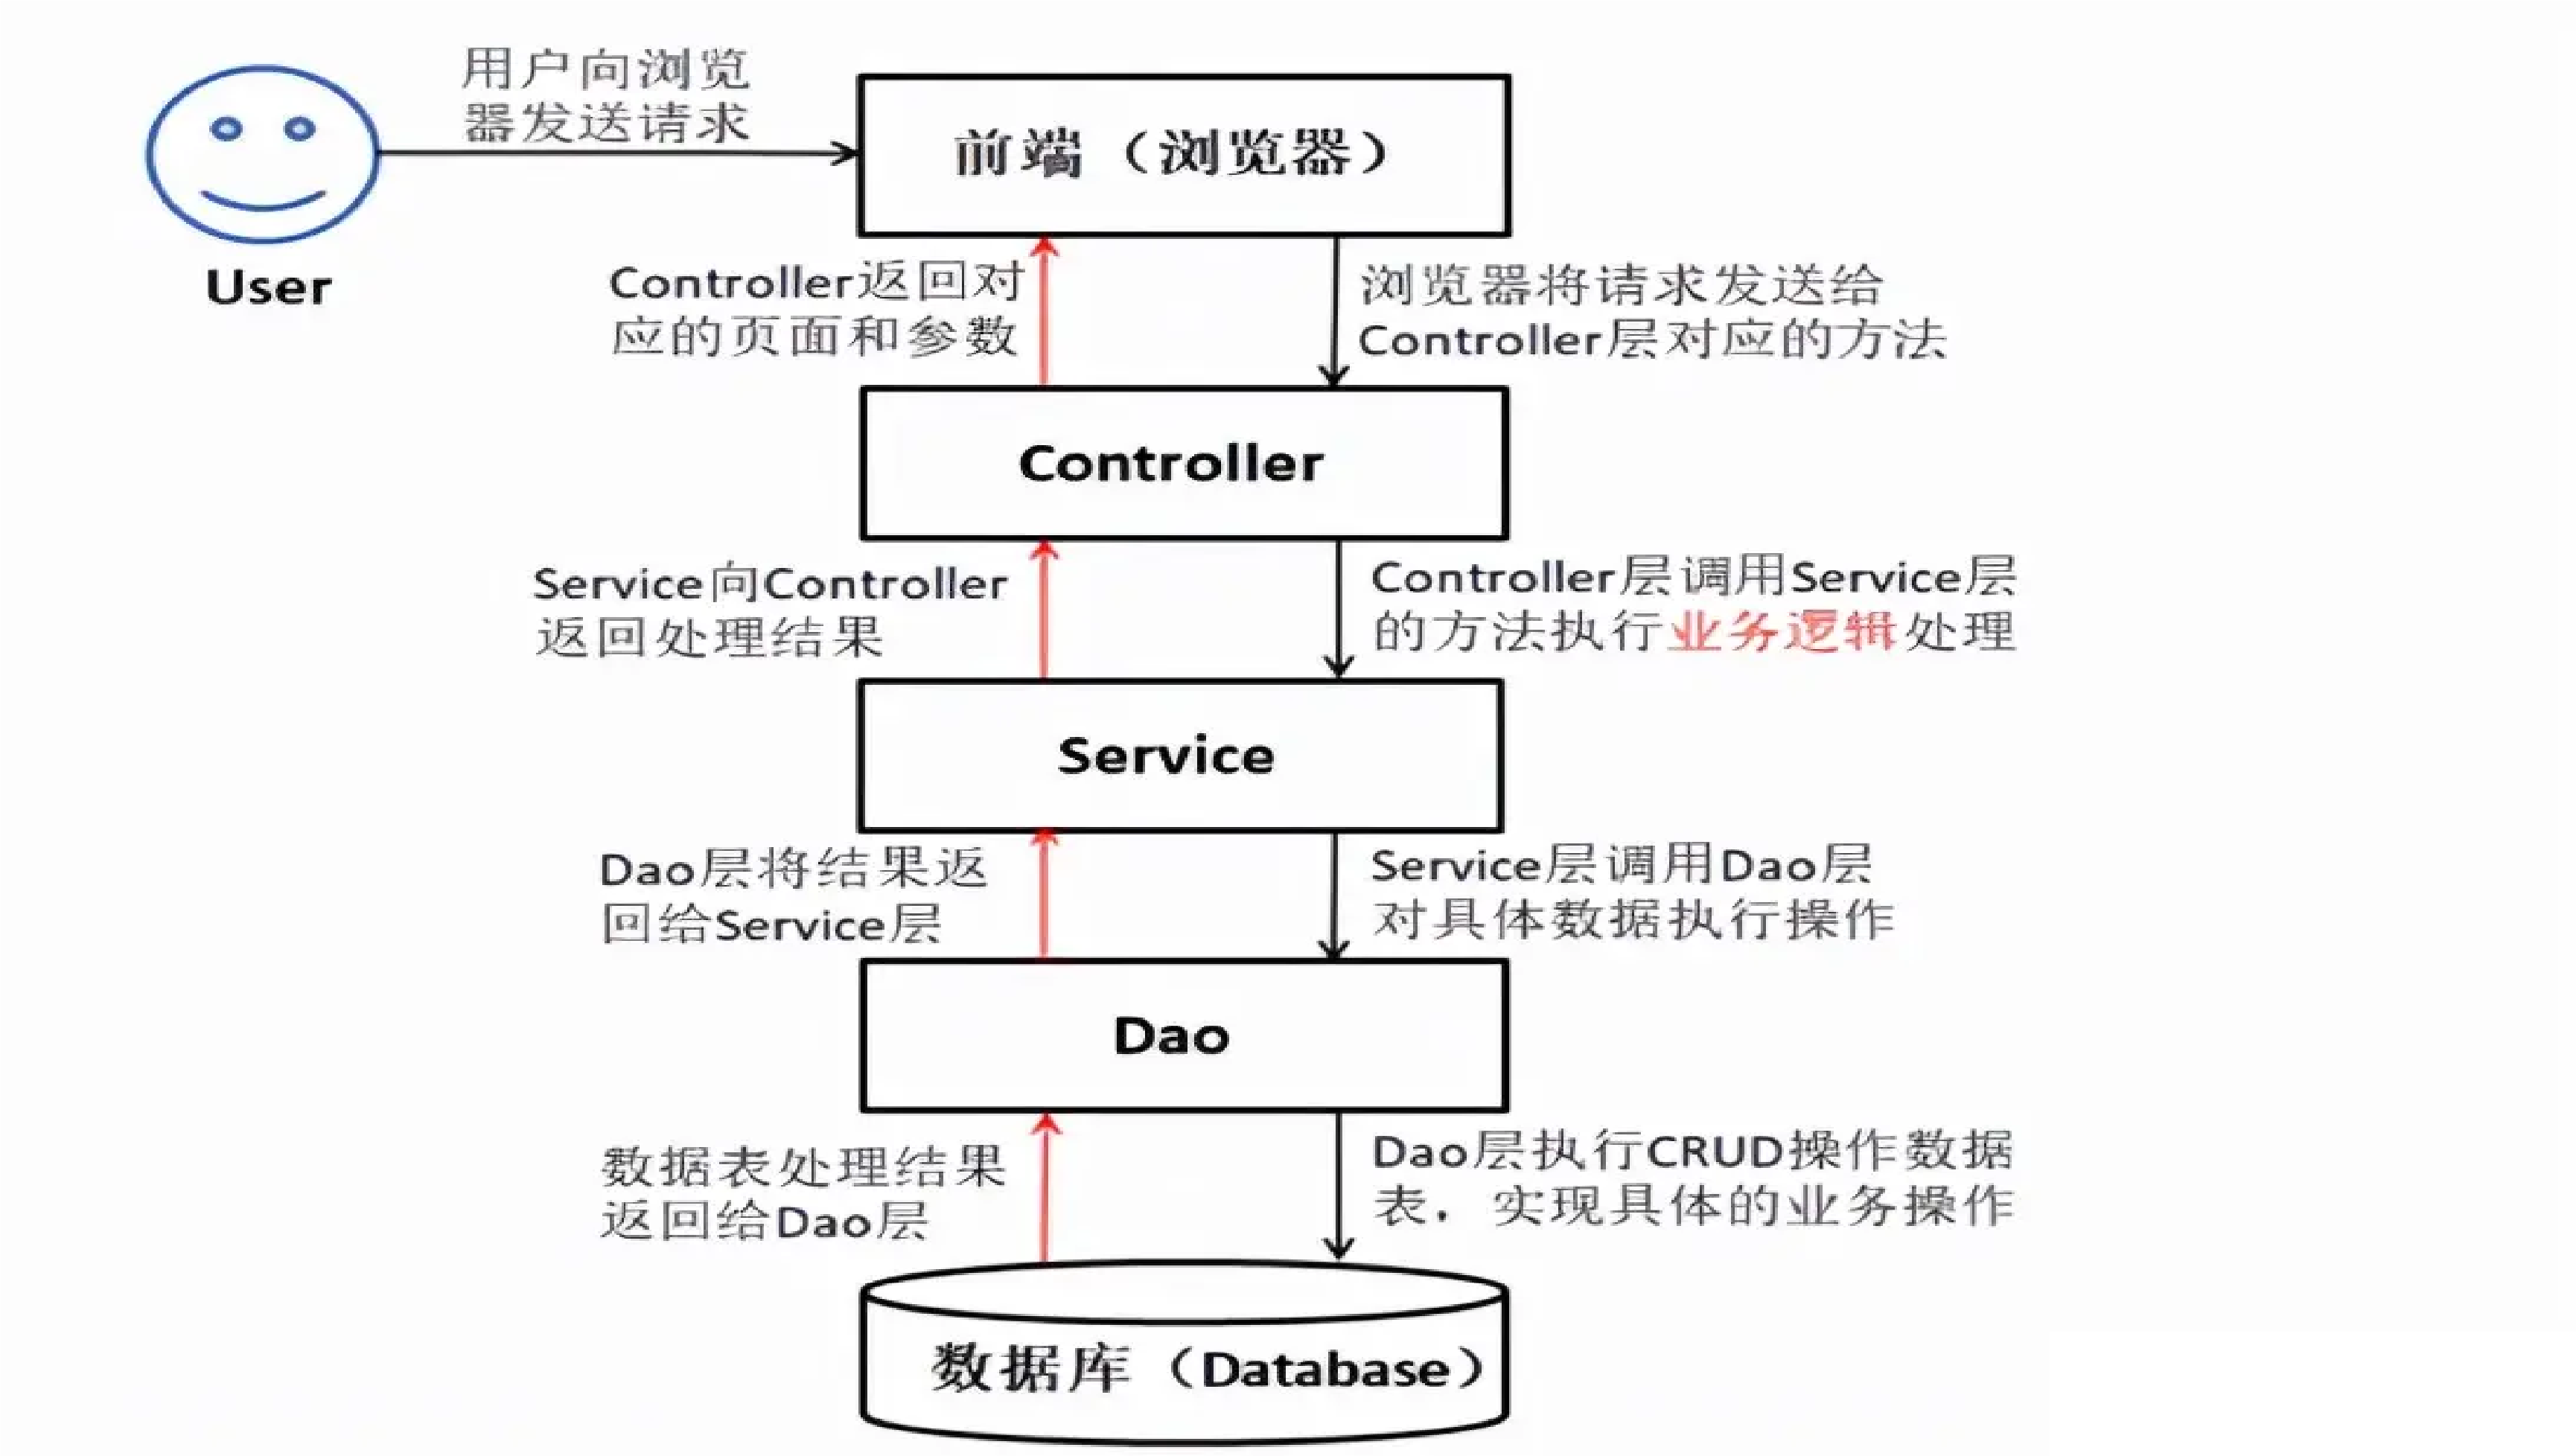 用户向浏览
器发送请求
前端（浏览器）
User
Controller返回对
应的页面和参数
浏览器将请求发送给
Controller层对应的方法
Controller
Service向Controller
返回处理结果
Controller层调用Service层
的方法执行业务逻辑处理
Service
Dao层将结果返
回给Service层
Service层调用Dao层
对具体数据执行操作
Dao
数据表处理结果
返回给Dao层
Dao层执行CRUD操作数据
表，实现具体的业务操作
数据库（Database）